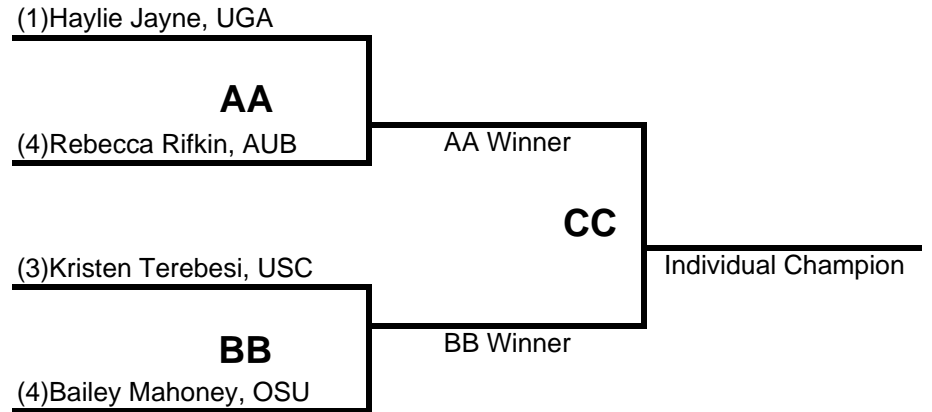 (1)Haylie Jayne, UGA
AA
(4)Rebecca Rifkin, AUB
AA Winner
CC
(3)Kristen Terebesi, USC
Individual Champion
BB
BB Winner
(4)Bailey Mahoney, OSU